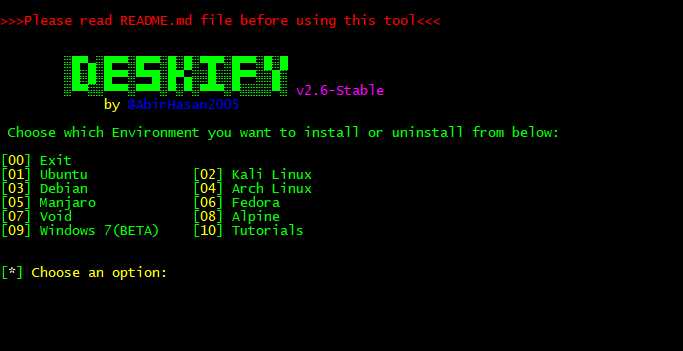 >>>Please read README.md file before using this tool<<<
DESKIFY
v2.6-Stable
by @AbirHasan2005
Choose which Environment you want to install or uninstall from below:
[00] Exit
[01] Ubuntu [02] Kali Linux
[03] Debian [04] Arch Linux
[05] Manjaro [06] Fedora
[07] Void [08] Alpine
[09] Windows 7(BETA) [10] Tutorials
[*] Choose an option: